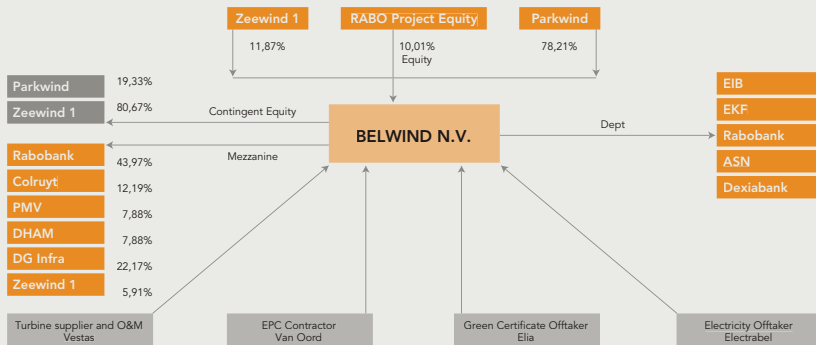 Zeewind 1
RABO Project Equity
Parkwind
11,87%
10,01%
Equity
78,21%
Parkwind
19,33%
Zeewind 1
80,67%
Contingent Equity
Mezzanine
BELWIND N.V.
Dept
EIB
EKF
Rabobank
ASN
Dexiabank
Rabobank
43,97%
Colruyt
12,19%
PMV
7,88%
DHAM
7,88%
DG Infra
22,17%
Zeewind 1
5,91%
Turbine supplier and O&M
Vestas
EPC Contractor
Van Oord
Green Certificate Offtaker
Elia
Electricity Offtaker
Electrabel